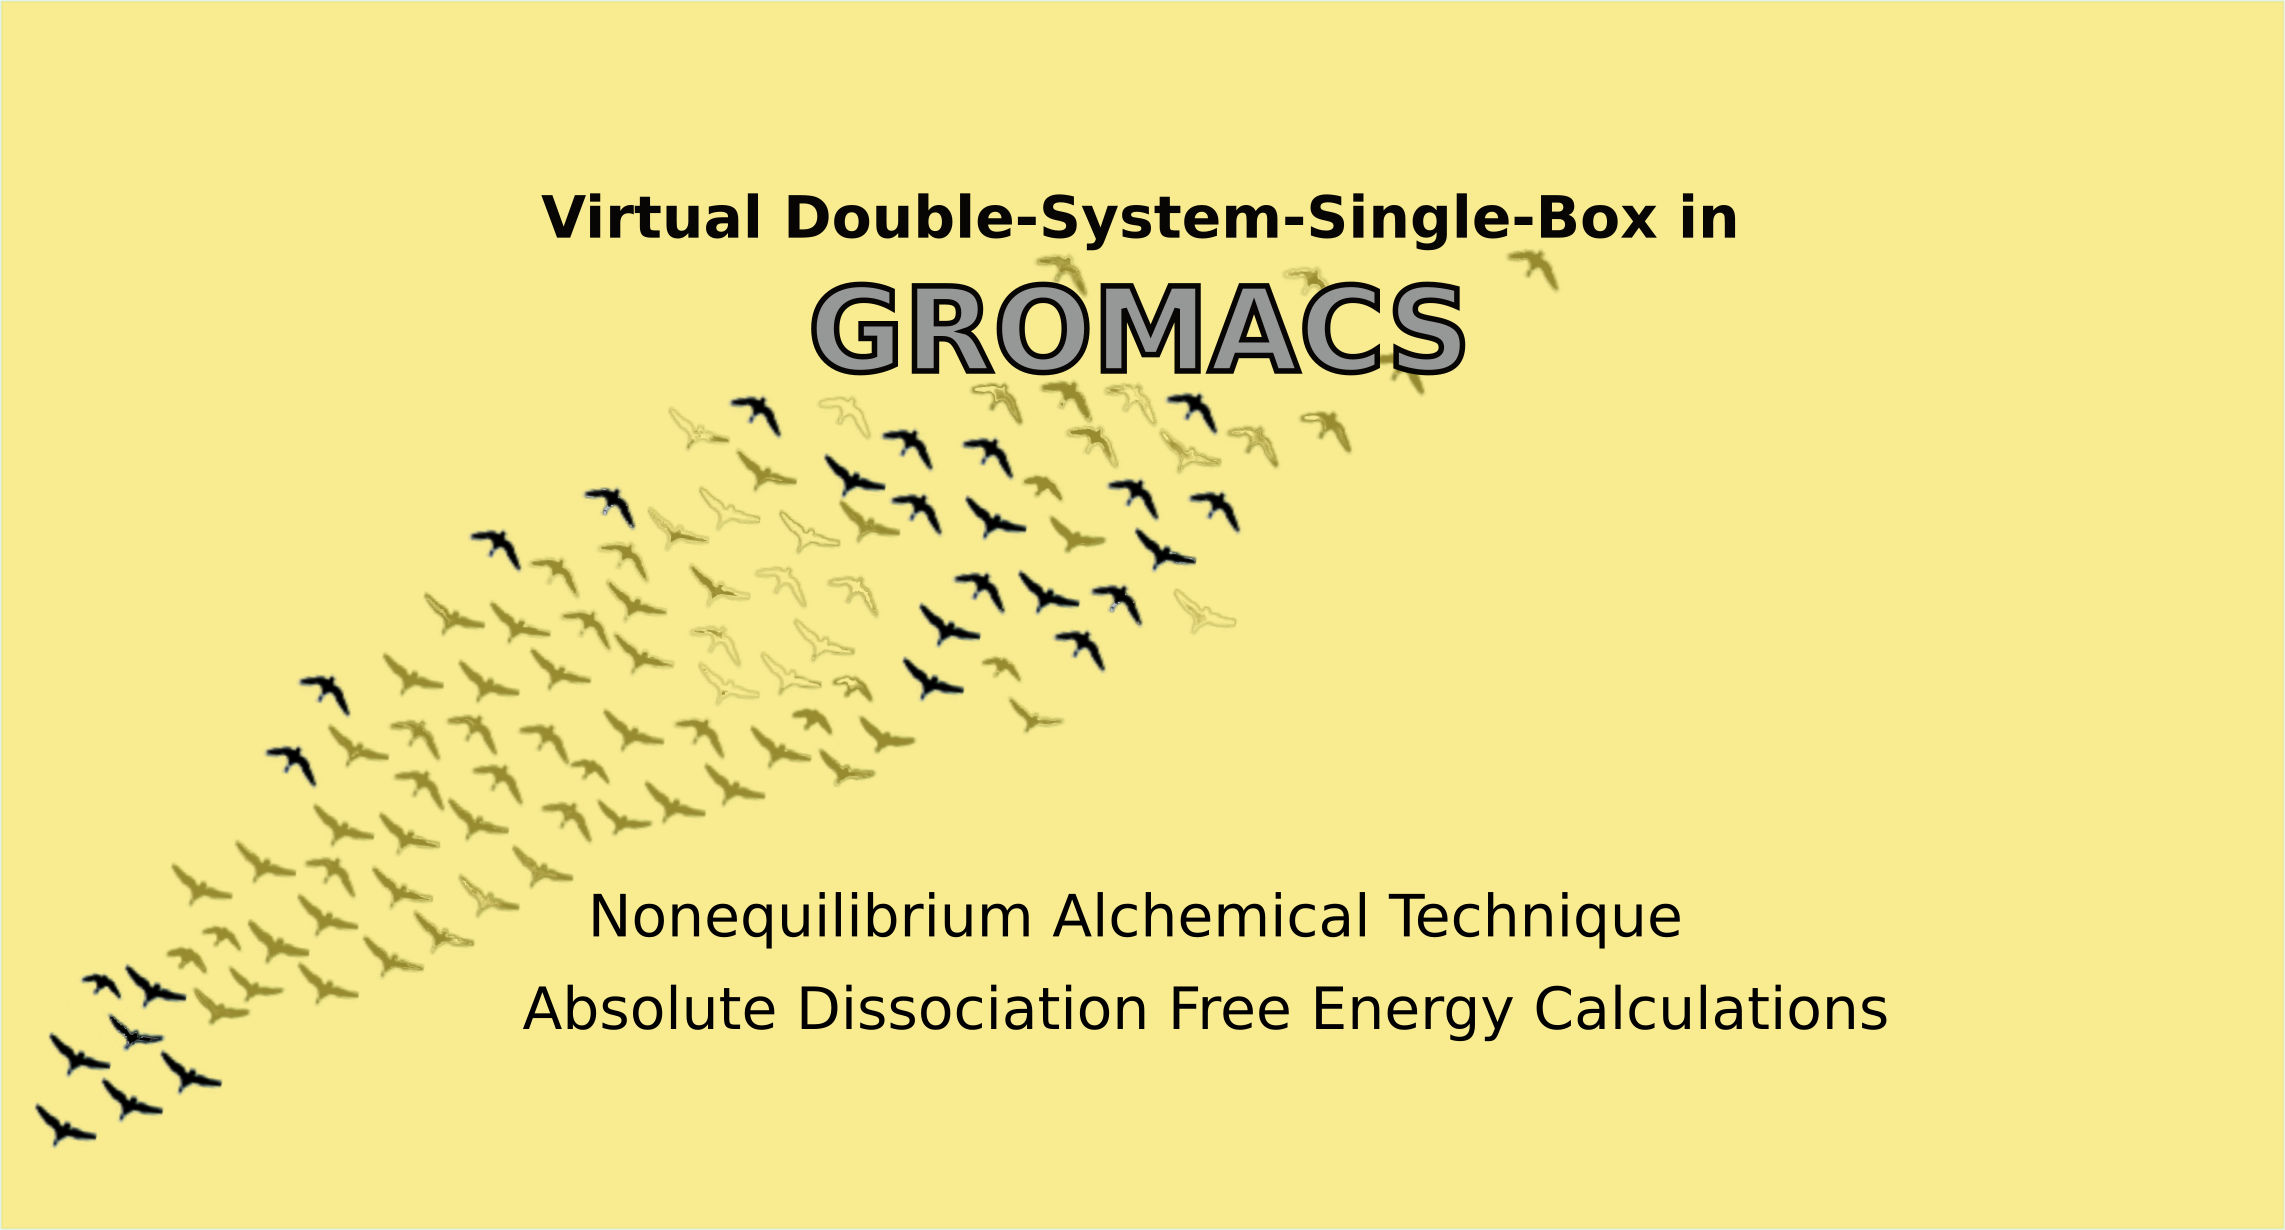 Virtual Double-System-Single-Box in
GROMACS
Nonequilibrium Alchemical Technique
Absolute Dissociation Free Energy Calculations